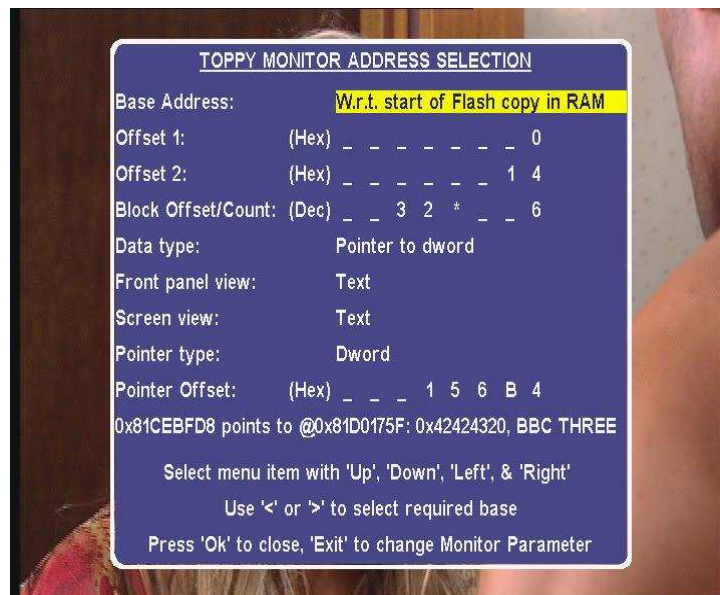 TOPPY MONITOR ADDRESS SELECTION
Base Address: W.r.t. start of Flash copy in RAM
Offset 1: (Hex) _ _ _ _ _ _ _ 0
Offset 2: (Hex) _ _ _ _ _ _ 1 4
Block Offset/Count: (Dec) _ _ 3 2 * _ _ 6
Data type: Pointer to dword
Front panel view: Text
Screen view: Text
Pointer type: Dword
Pointer Offset: (Hex) _ _ _ 1 5 6 B 4
0x81CEBFD8 points to @0x81D0175F: 0x42424320, BBC THREE
Select menu item with 'Up', 'Down', 'Left', & 'Right'
Use '<' or '>' to select required base
Press 'Ok' to close, 'Exit' to change Monitor Parameter